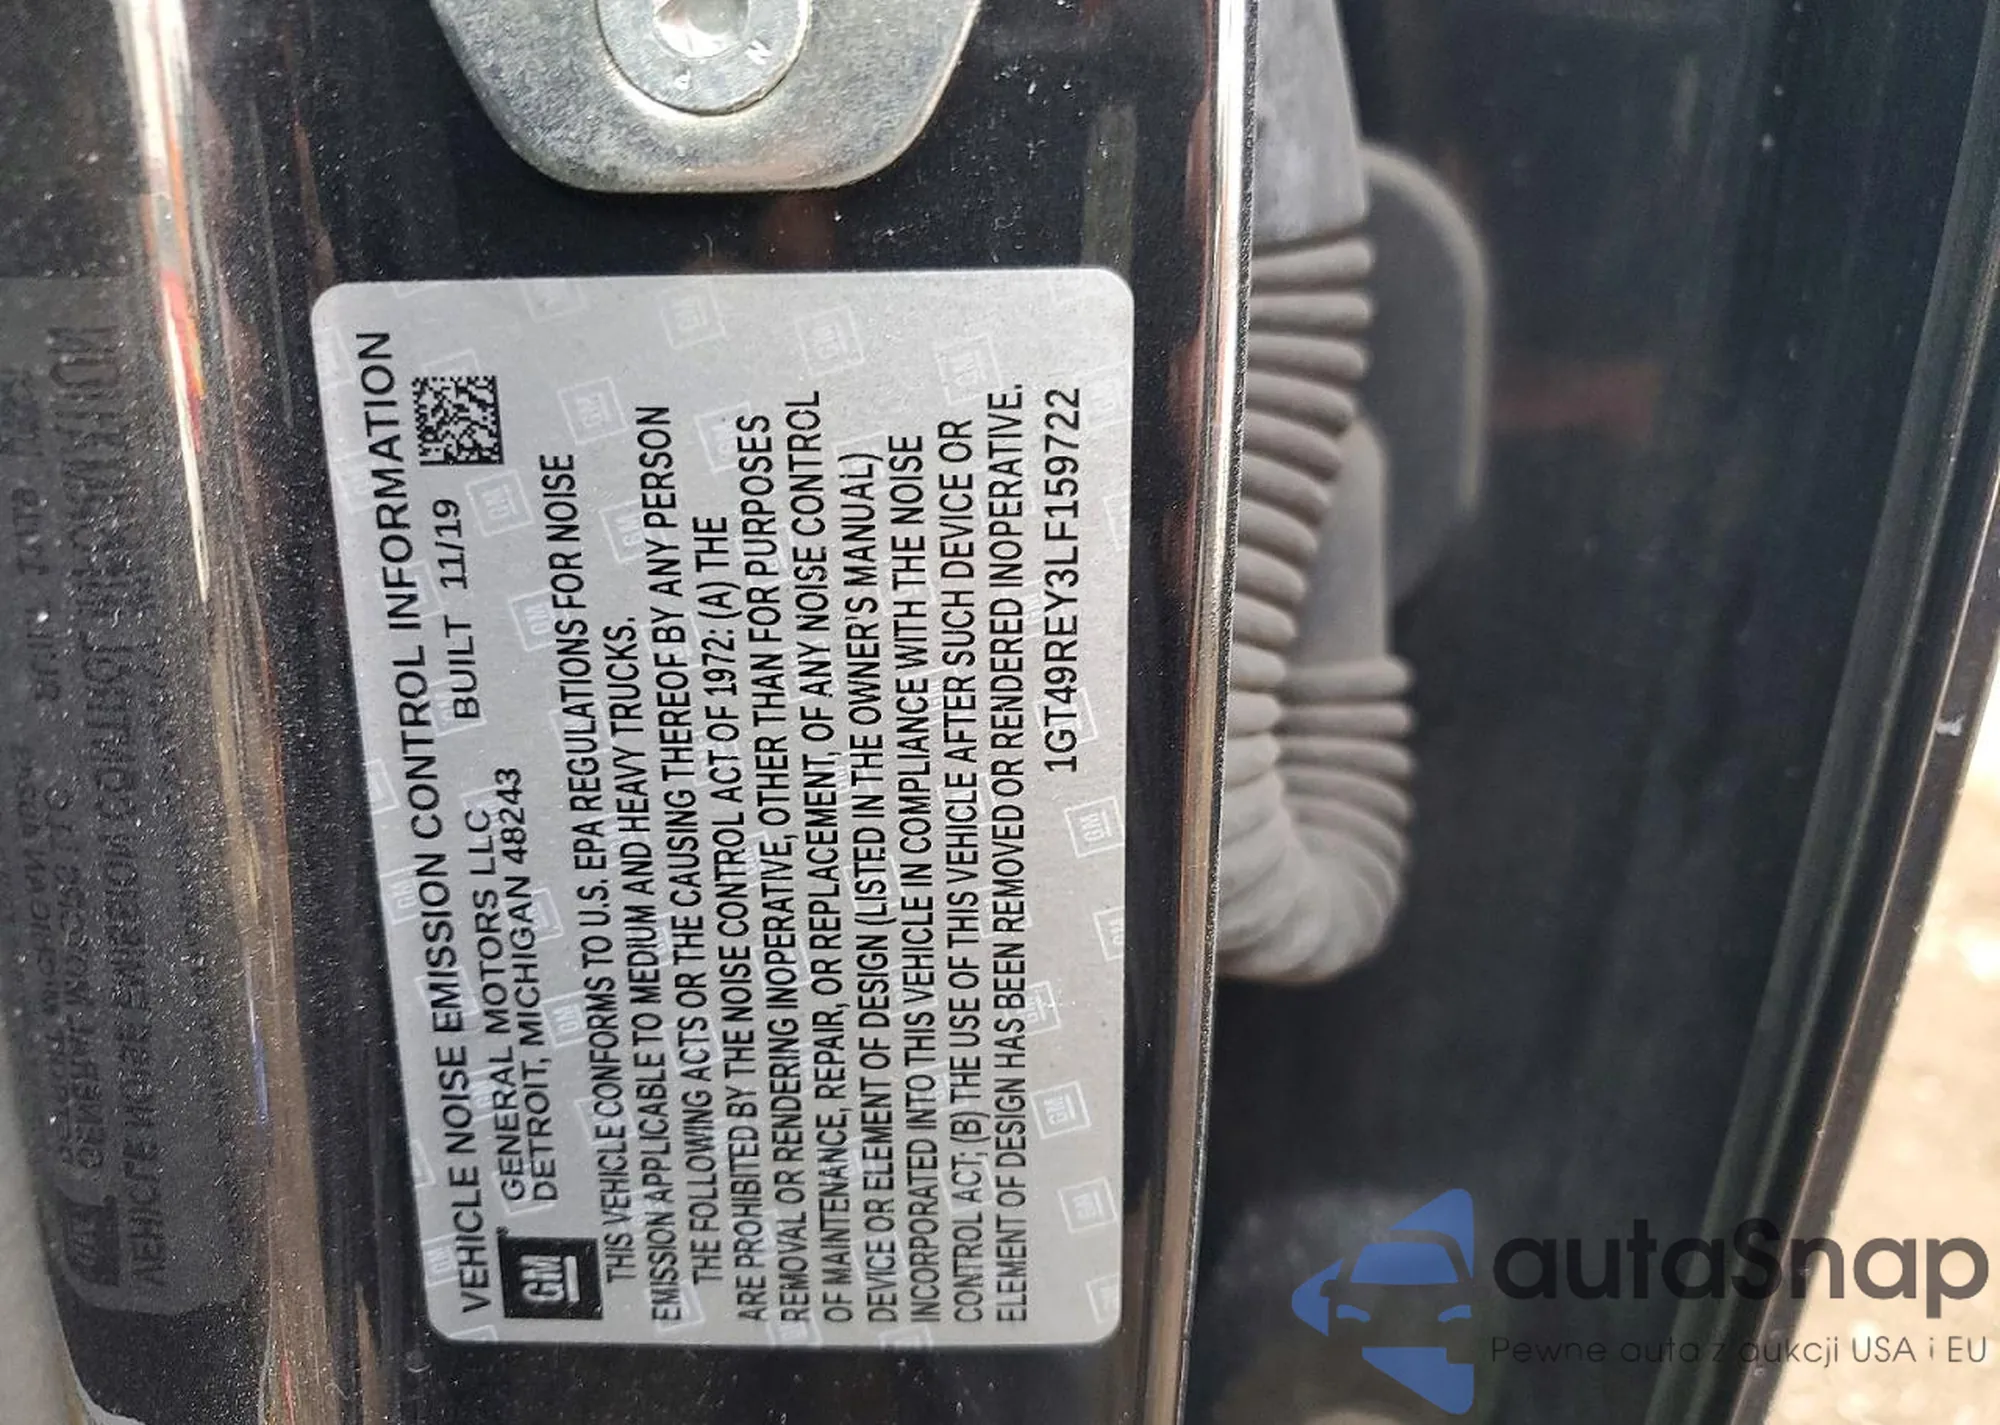 VEHICLE NOISE EMISSION CONTROL INFORMATION
GM
GENERAL MOTORS LLC BUILT 11/19
DETROIT, MICHIGAN 48243
THIS VEHICLE CONFORMS TO U.S. EPA REGULATIONS FOR NOISE
EMISSION APPLICABLE TO MEDIUM AND HEAVY TRUCKS.
THE FOLLOWING ACTS OR THE CAUSING THEREOF BY ANY PERSON
ARE PROHIBITED BY THE NOISE CONTROL ACT OF 1972: (A) THE
REMOVAL OR RENDERING INOPERATIVE, OTHER THAN FOR PURPOSES
OF MAINTENANCE, REPAIR, OR REPLACEMENT, OF ANY NOISE CONTROL
DEVICE OR ELEMENT OF DESIGN (LISTED IN THE OWNER'S MANUAL)
INCORPORATED INTO THIS VEHICLE IN COMPLIANCE WITH THE NOISE
CONTROL ACT; (B) THE USE OF THIS VEHICLE AFTER SUCH DEVICE OR
ELEMENT OF DESIGN HAS BEEN REMOVED OR RENDERED INOPERATIVE.
1GT49REY3LF159722
autaSnap
Pewne auta z aukcji USA i EU